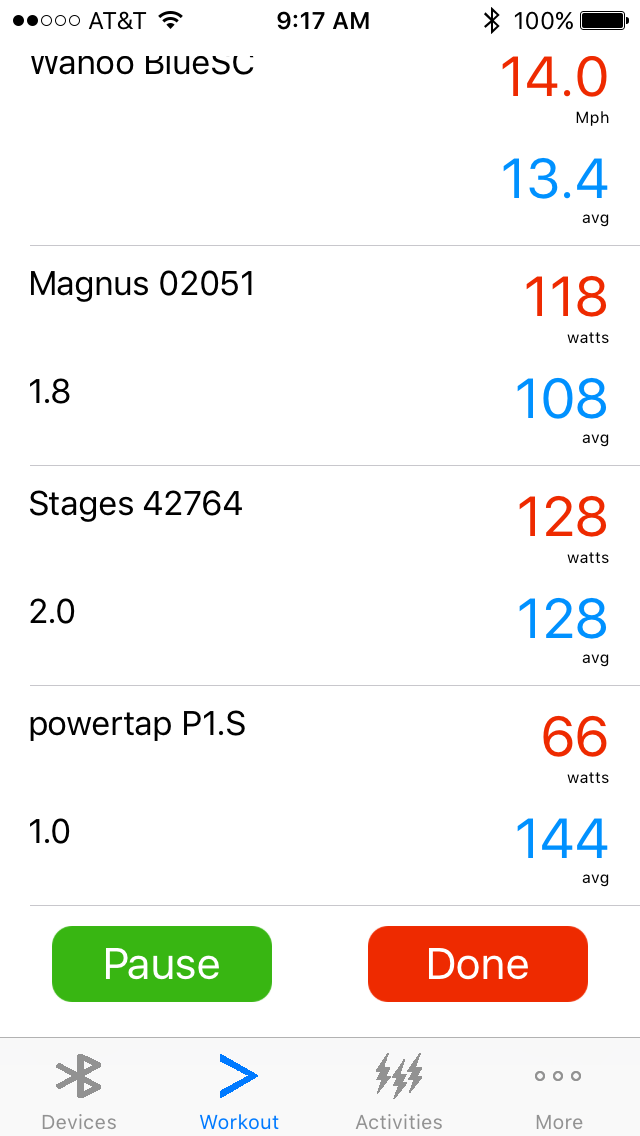 AT&T 9:17 AM 100%
Wahoo BlueSC 14.0
Mph
13.4
avg
Magnus 02051 118
watts
1.8 108
avg
Stages 42764 128
watts
2.0 128
avg
powertap P1.S 66
watts
1.0 144
avg
Pause Done
Devices Workout Activities More